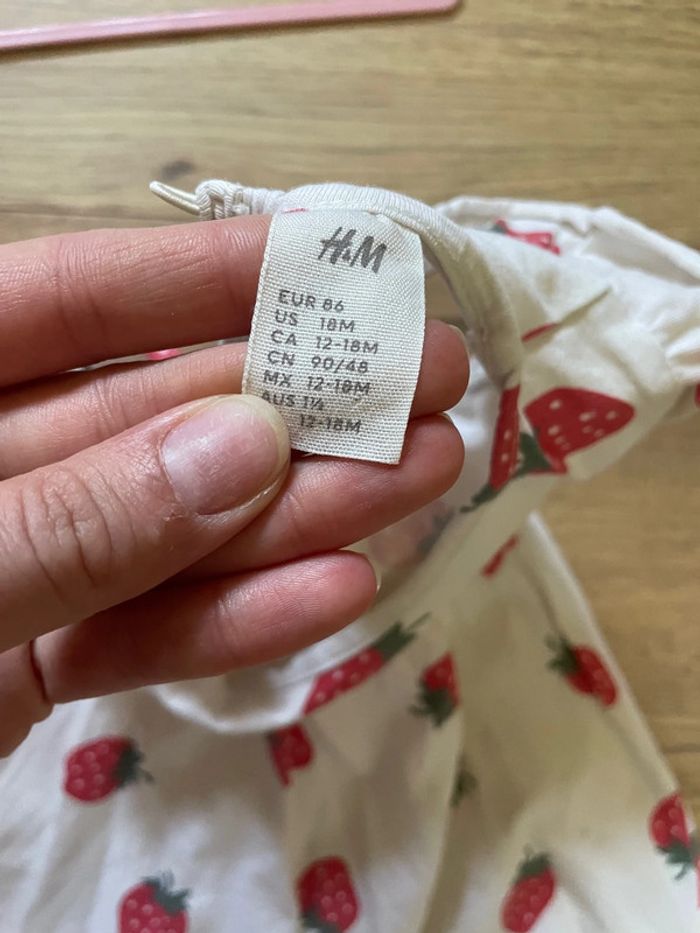 H&M
EUR 86
US 18M
CA 12-18M
CN 90/48
MX 12-18M
AUS 1½
12-18M